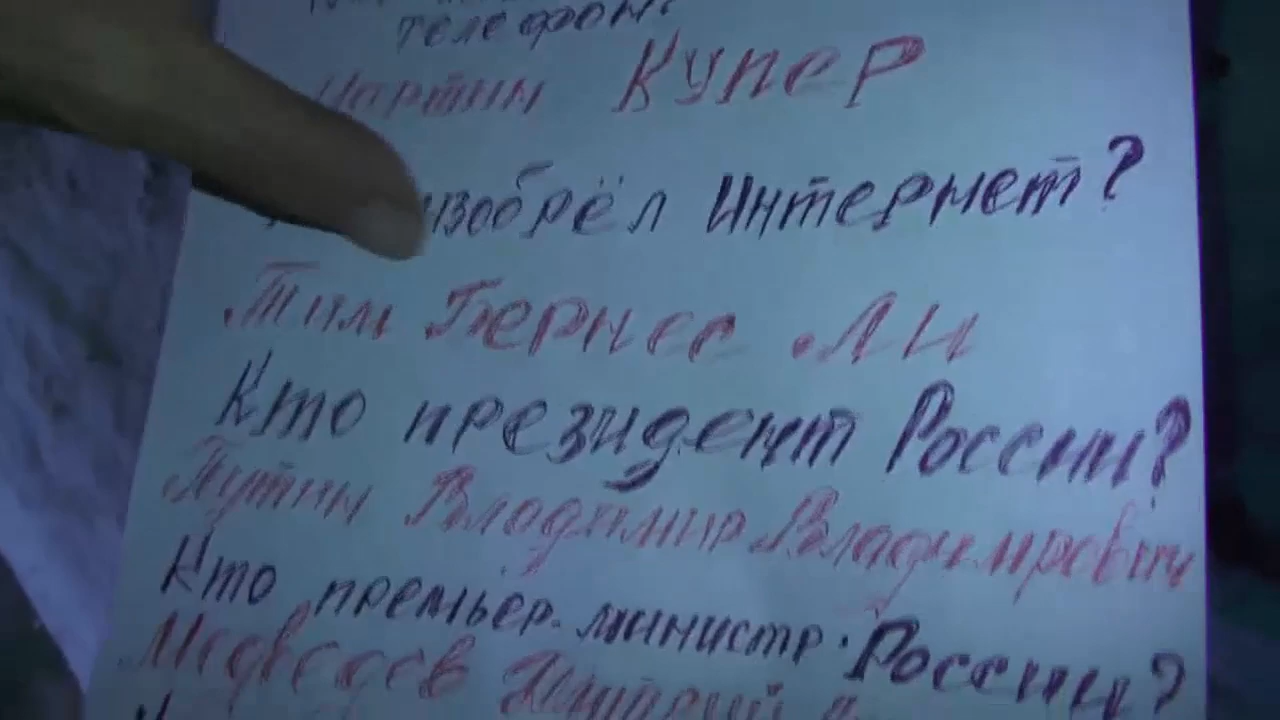 телефон?
Мартин Купер
изобрёл Интернет?
Тим Бернес Ли
Кто президент России?
Путин Владимир Владимирович
Кто премьер. министр. России?
Медведев Дмитрий